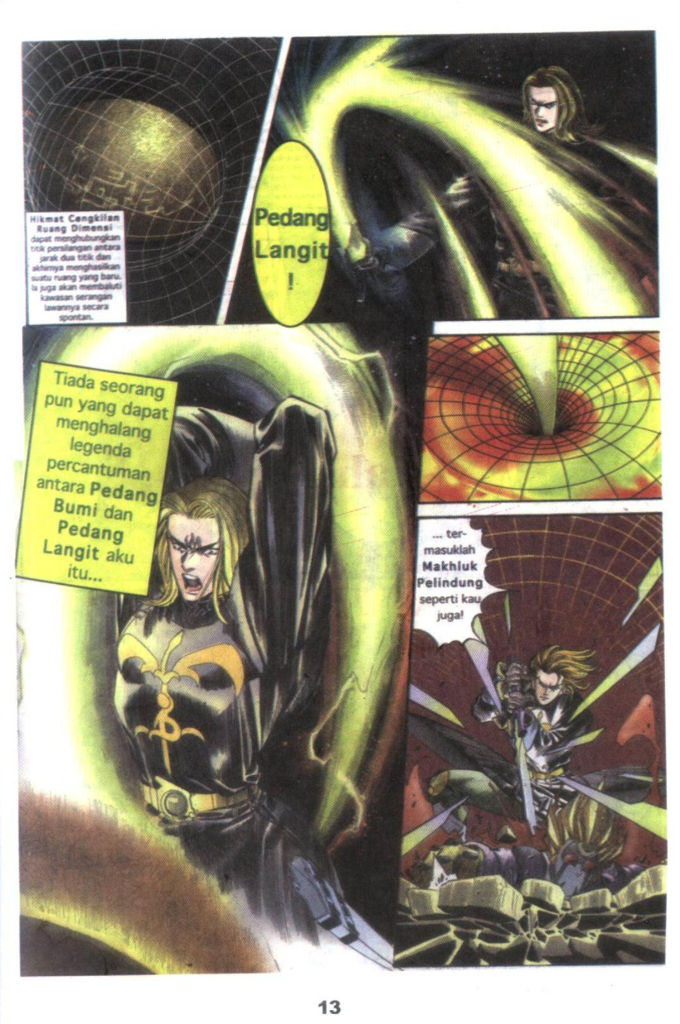 Hikmat Cengkilan
Ruang Dimensi
dapat menghubungkan
titik persilangan antara
jarak dua titik dan
akhirnya menghasilkan
suatu ruang yang baru.
Ia juga akan membaluti
kawasan serangan
lawannya secara
spontan.
Pedang
Langit
!
Tiada seorang
pun yang dapat
menghalang
legenda
percantuman
antara Pedang
Bumi dan
Pedang
Langit aku
itu...
... ter-
masuklah
Makhluk
Pelindung
seperti kau
juga!
13